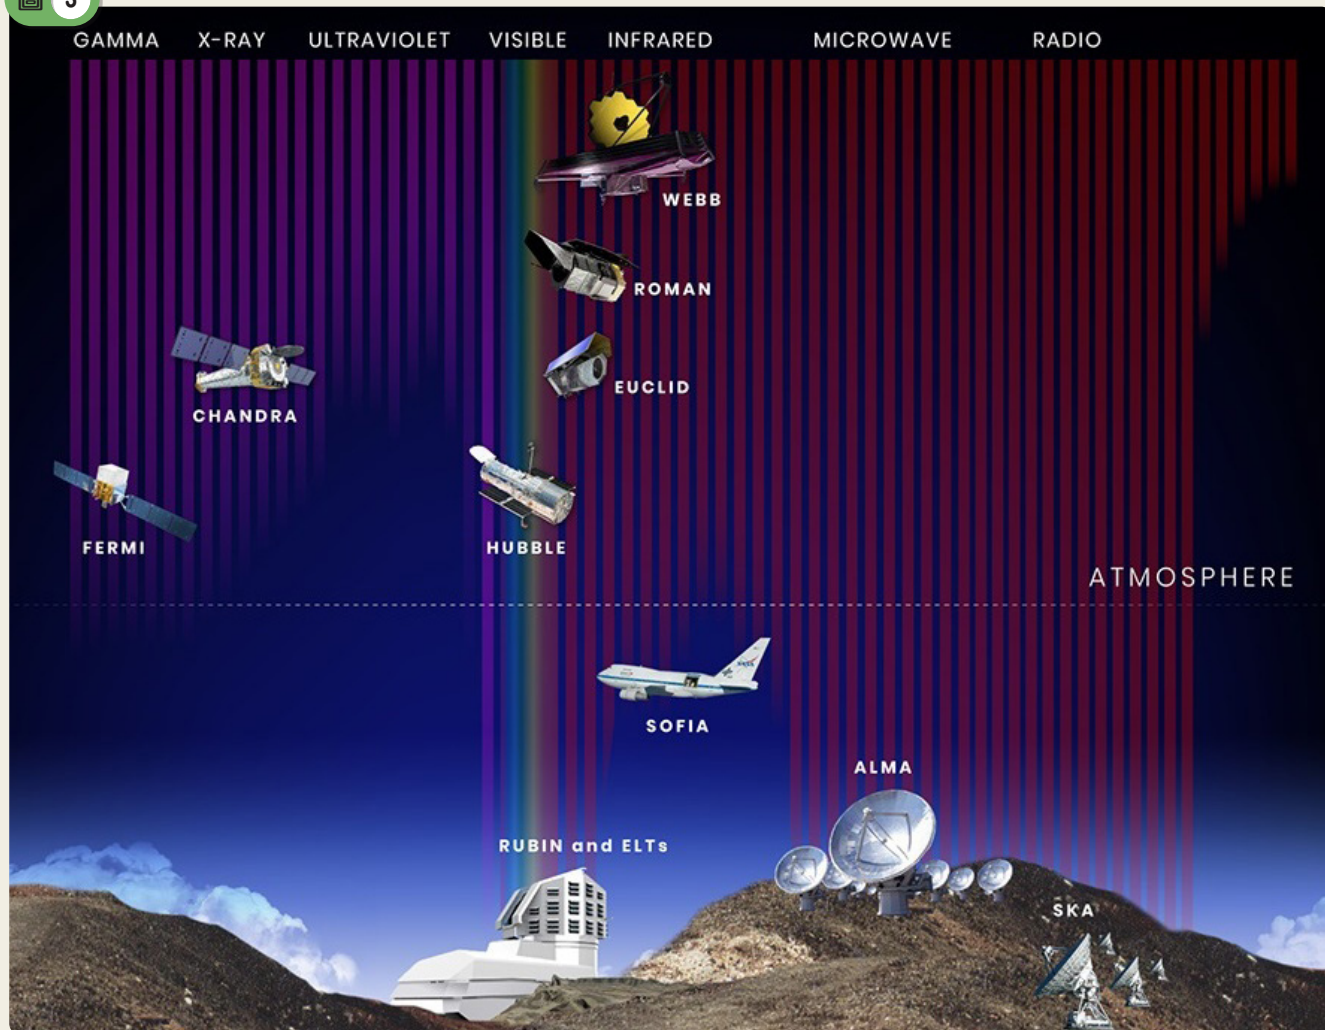 GAMMA X-RAY ULTRAVIOLET VISIBLE INFRARED MICROWAVE RADIO
WEBB
ROMAN
EUCLID
CHANDRA
FERMI
HUBBLE
ATMOSPHERE
SOFIA
ALMA
RUBIN and ELTs
SKA